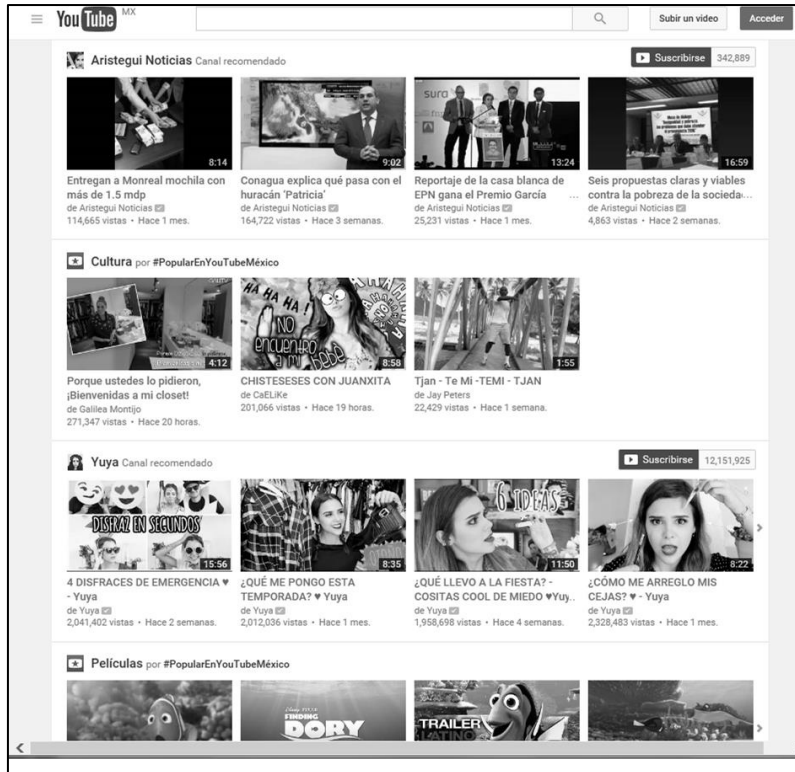 YouTube MX
Subir un video
Acceder
Aristegui Noticias Canal recomendado
Suscribirse 342,889
sura
8:14
9:02
13:24
16:59
Entregan a Monreal mochila con
más de 1.5 mdp
de Aristegui Noticias
114,665 vistas • Hace 1 mes.
Conagua explica qué pasa con el
huracán 'Patricia'
de Aristegui Noticias
164,722 vistas • Hace 3 semanas.
Reportaje de la casa blanca de
EPN gana el Premio García ...
de Aristegui Noticias
25,231 vistas • Hace 1 mes.
Seis propuestas claras y viables
contra la pobreza de la socieda...
de Aristegui Noticias
4,863 vistas • Hace 2 semanas.
Cultura por #PopularEnYouTubeMéxico
4:12
HA HA HA!
NO
encuentro
a mi bebé
8:58
1:55
Porque ustedes lo pidieron,
¡Bienvenidas a mi closet!
de Galilea Montijo
271,347 vistas • Hace 20 horas.
CHISTESESES CON JUANXITA
de CaELiKe
201,066 vistas • Hace 19 horas.
Tjan - Te Mi -TEMI - TJAN
de Jay Peters
22,429 vistas • Hace 1 semana.
Yuya Canal recomendado
Suscribirse 12,151,925
DISFRAZ EN SEGUNDOS
15:56
8:35
6 IDEAS
11:50
8:22
4 DISFRACES DE EMERGENCIA ♥
- Yuya
de Yuya
2,041,402 vistas • Hace 2 semanas.
¿QUÉ ME PONGO ESTA
TEMPORADA? ♥ Yuya
de Yuya
2,012,036 vistas • Hace 1 mes.
¿QUÉ LLEVO A LA FIESTA? -
COSITAS COOL DE MIEDO ♥Yuy..
de Yuya
1,958,698 vistas • Hace 4 semanas.
¿CÓMO ME ARREGLO MIS
CEJAS? ♥ - Yuya
de Yuya
2,328,483 vistas • Hace 1 mes.
Películas por #PopularEnYouTubeMéxico
FINDING
DORY
TRAILER
LATINO